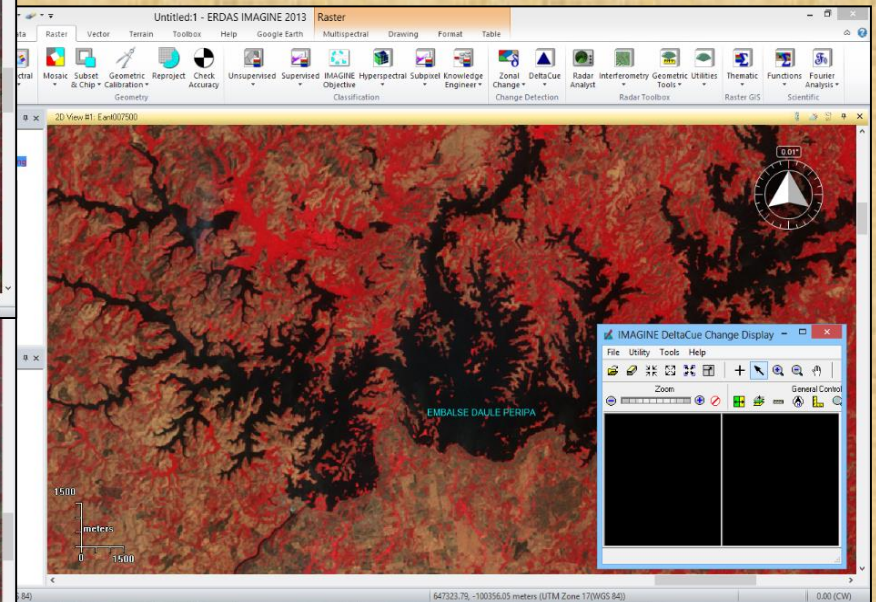 Untitled:1 - ERDAS IMAGINE 2013 Raster
Raster Vector Terrain Toolbox Help Google Earth Multispectral Drawing Format Table
Mosaic Subset & Chip Geometric Calibration Reproject Check Accuracy Unsupervised Supervised IMAGINE Objective Hyperspectral Subpixel Knowledge Engineer Zonal Change DeltaCue Radar Analyst Interferometry Geometric Tools Utilities Thematic Functions Fourier Analysis
Geometry Classification Change Detection Radar Toolbox Raster GIS Scientific
2D View #1: Eant007500
0.01°
IMAGINE DeltaCue Change Display
File Utility Tools Help
Zoom General Control
EMBALSE DAULE PERIPA
1500
meters
0 1500
647323.79, -100356.05 meters (UTM Zone 17(WGS 84))
0.00 (CW)